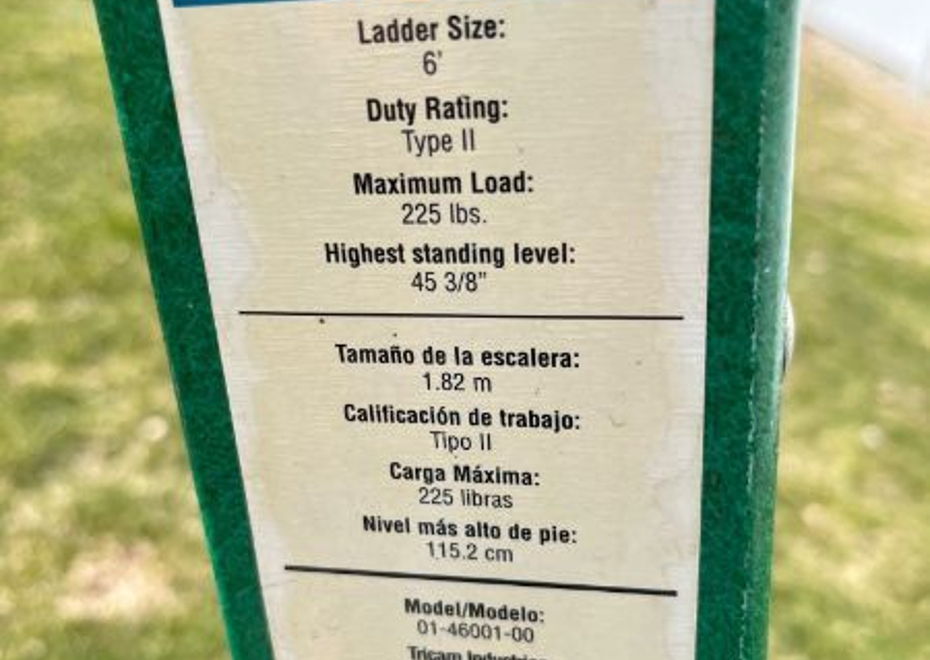 Ladder Size:
6'
Duty Rating:
Type II
Maximum Load:
225 lbs.
Highest standing level:
45 3/8"
Tamaño de la escalera:
1.82 m
Calificación de trabajo:
Tipo II
Carga Máxima:
225 libras
Nivel más alto de pie:
115.2 cm
Model/Modelo:
01-46001-00
Tricam